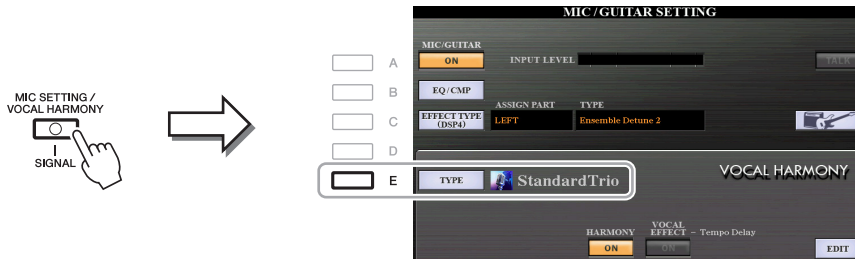 MIC SETTING /
VOCAL HARMONY
SIGNAL
A
B
C
D
E
MIC / GUITAR SETTING
MIC/GUITAR
ON
INPUT LEVEL
TALK
EQ/CMP
ASSIGN PART
TYPE
EFFECT TYPE
(DSP4)
LEFT
Ensemble Detune 2
TYPE
StandardTrio
VOCAL HARMONY
HARMONY
VOCAL
EFFECT – Tempo Delay
ON
ON
EDIT